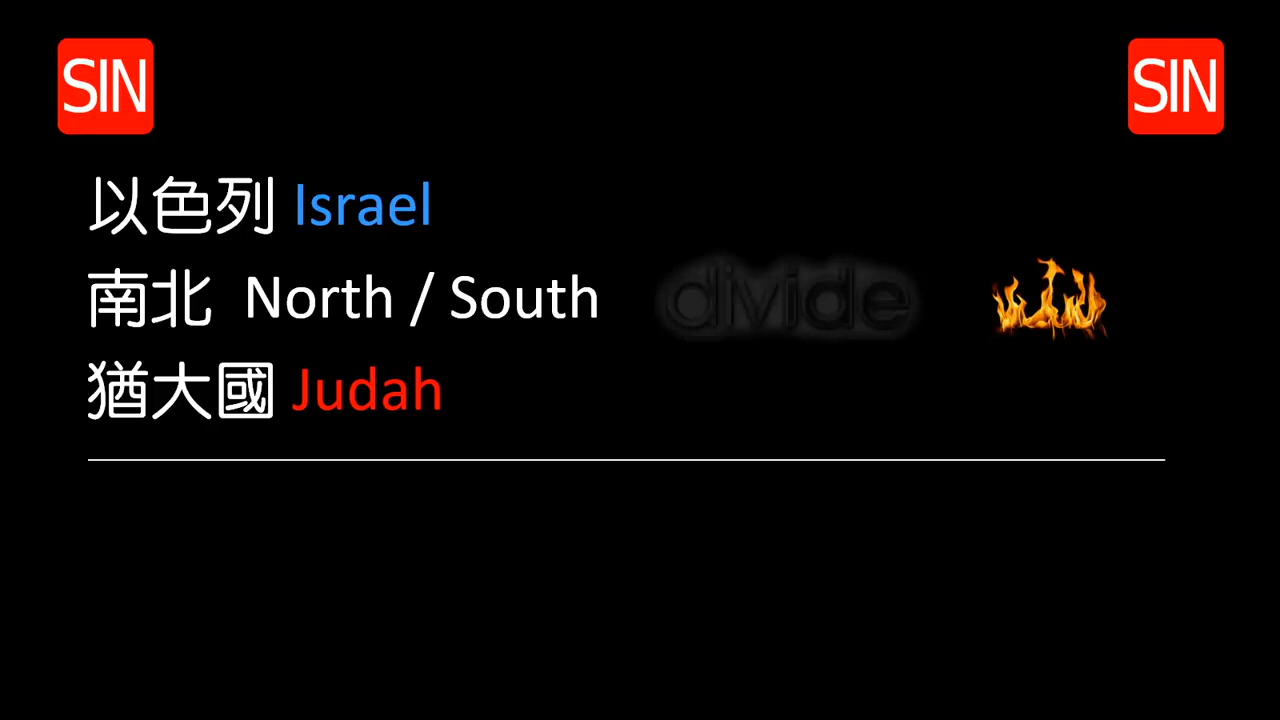 SIN SIN
以色列 Israel
南北 North / South divide
猶大國 Judah